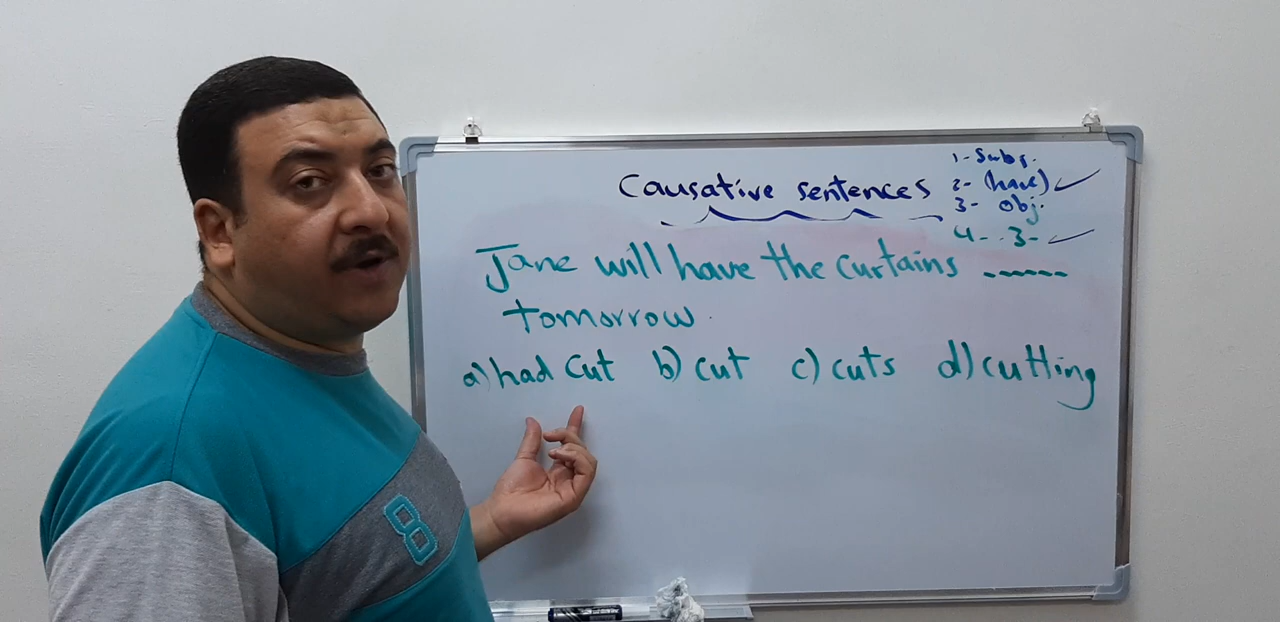 Causative sentences
1- Subj.
2- (have) ✓
3- obj.
4- .3- ✓
Jane will have the curtains ------
tomorrow.
a) had cut b) cut c) cuts d) cutting
8